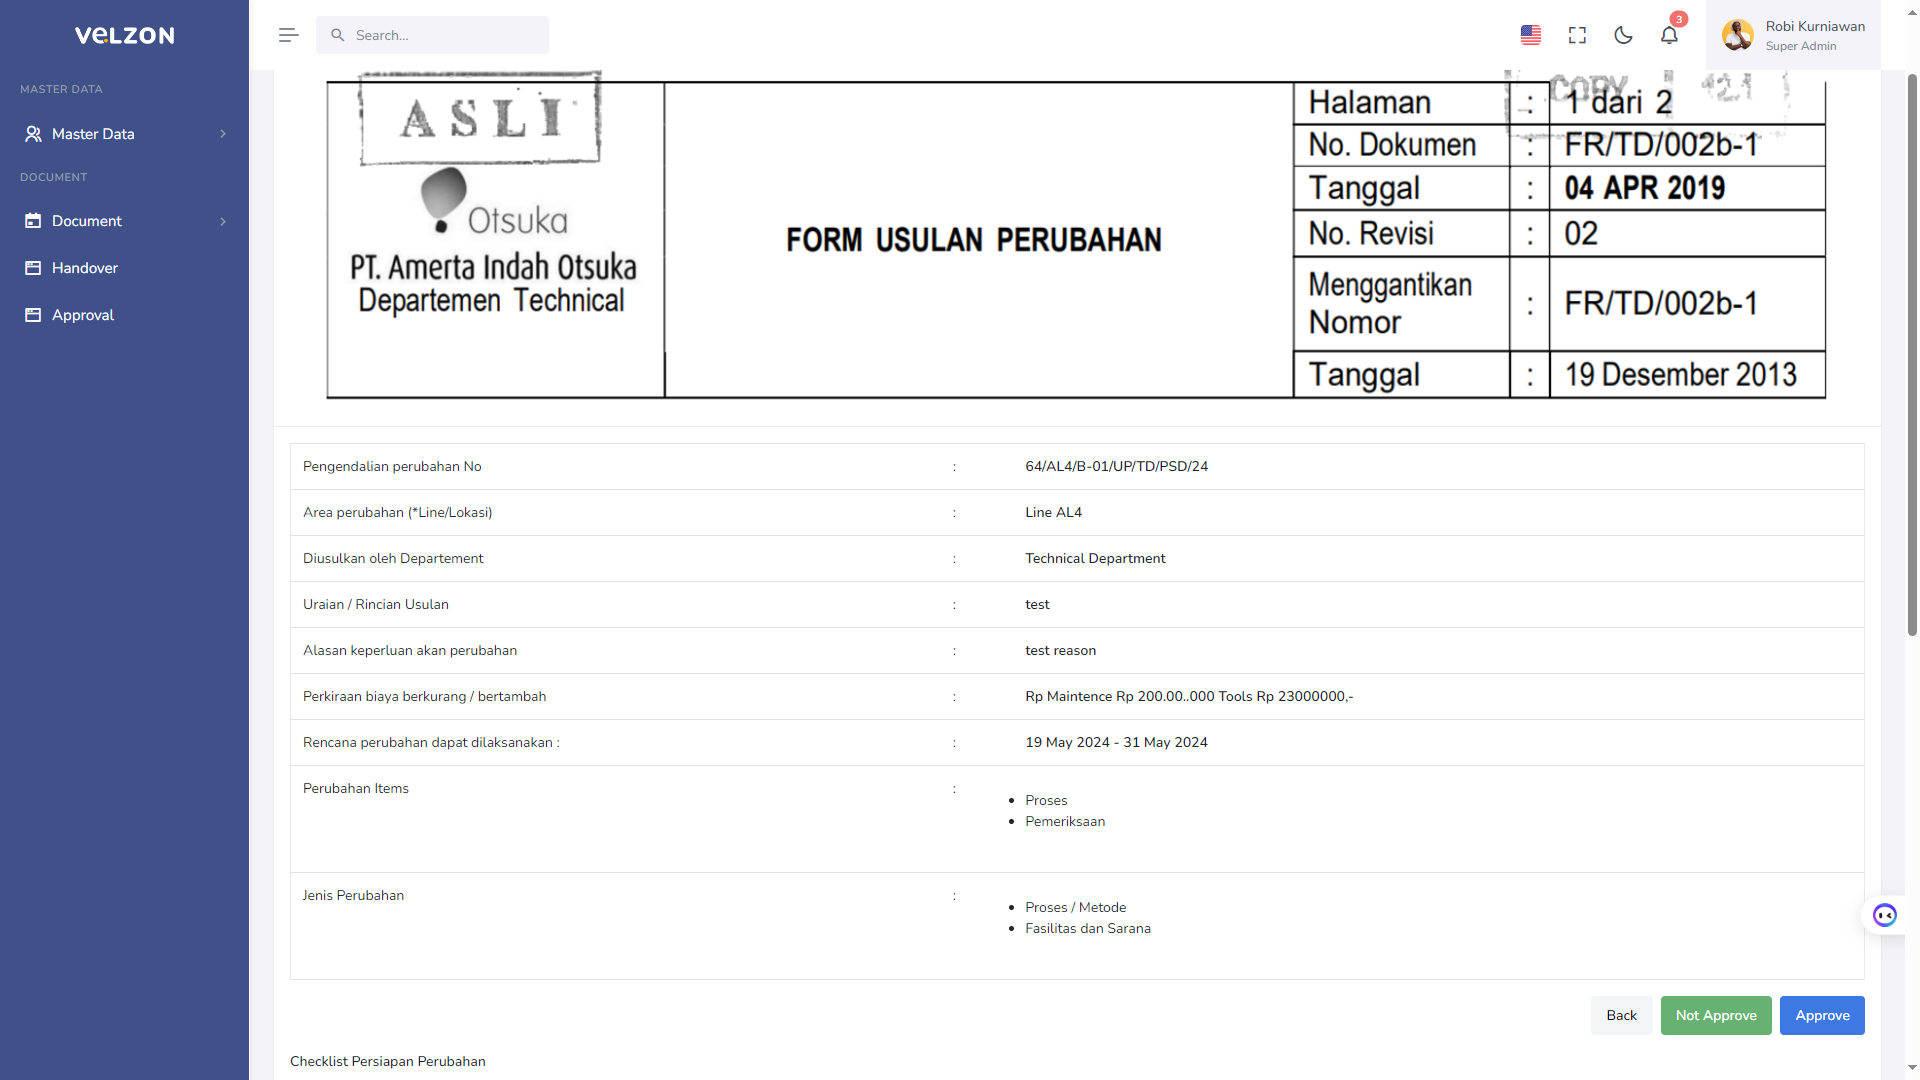 VELZON
Search...
3
Robi Kurniawan
Super Admin
MASTER DATA
Master Data
DOCUMENT
Document
Handover
Approval
ASLI
Otsuka
PT. Amerta Indah Otsuka
Departemen Technical
FORM USULAN PERUBAHAN
COPY
Halaman : 1 dari 2
No. Dokumen : FR/TD/002b-1
Tanggal : 04 APR 2019
No. Revisi : 02
Menggantikan
Nomor : FR/TD/002b-1
Tanggal : 19 Desember 2013
Pengendalian perubahan No : 64/AL4/B-01/UP/TD/PSD/24
Area perubahan (*Line/Lokasi) : Line AL4
Diusulkan oleh Departement : Technical Department
Uraian / Rincian Usulan : test
Alasan keperluan akan perubahan : test reason
Perkiraan biaya berkurang / bertambah : Rp Maintence Rp 200.00..000 Tools Rp 23000000,-
Rencana perubahan dapat dilaksanakan : : 19 May 2024 - 31 May 2024
Perubahan Items :
• Proses
• Pemeriksaan
Jenis Perubahan :
• Proses / Metode
• Fasilitas dan Sarana
Back
Not Approve
Approve
Checklist Persiapan Perubahan